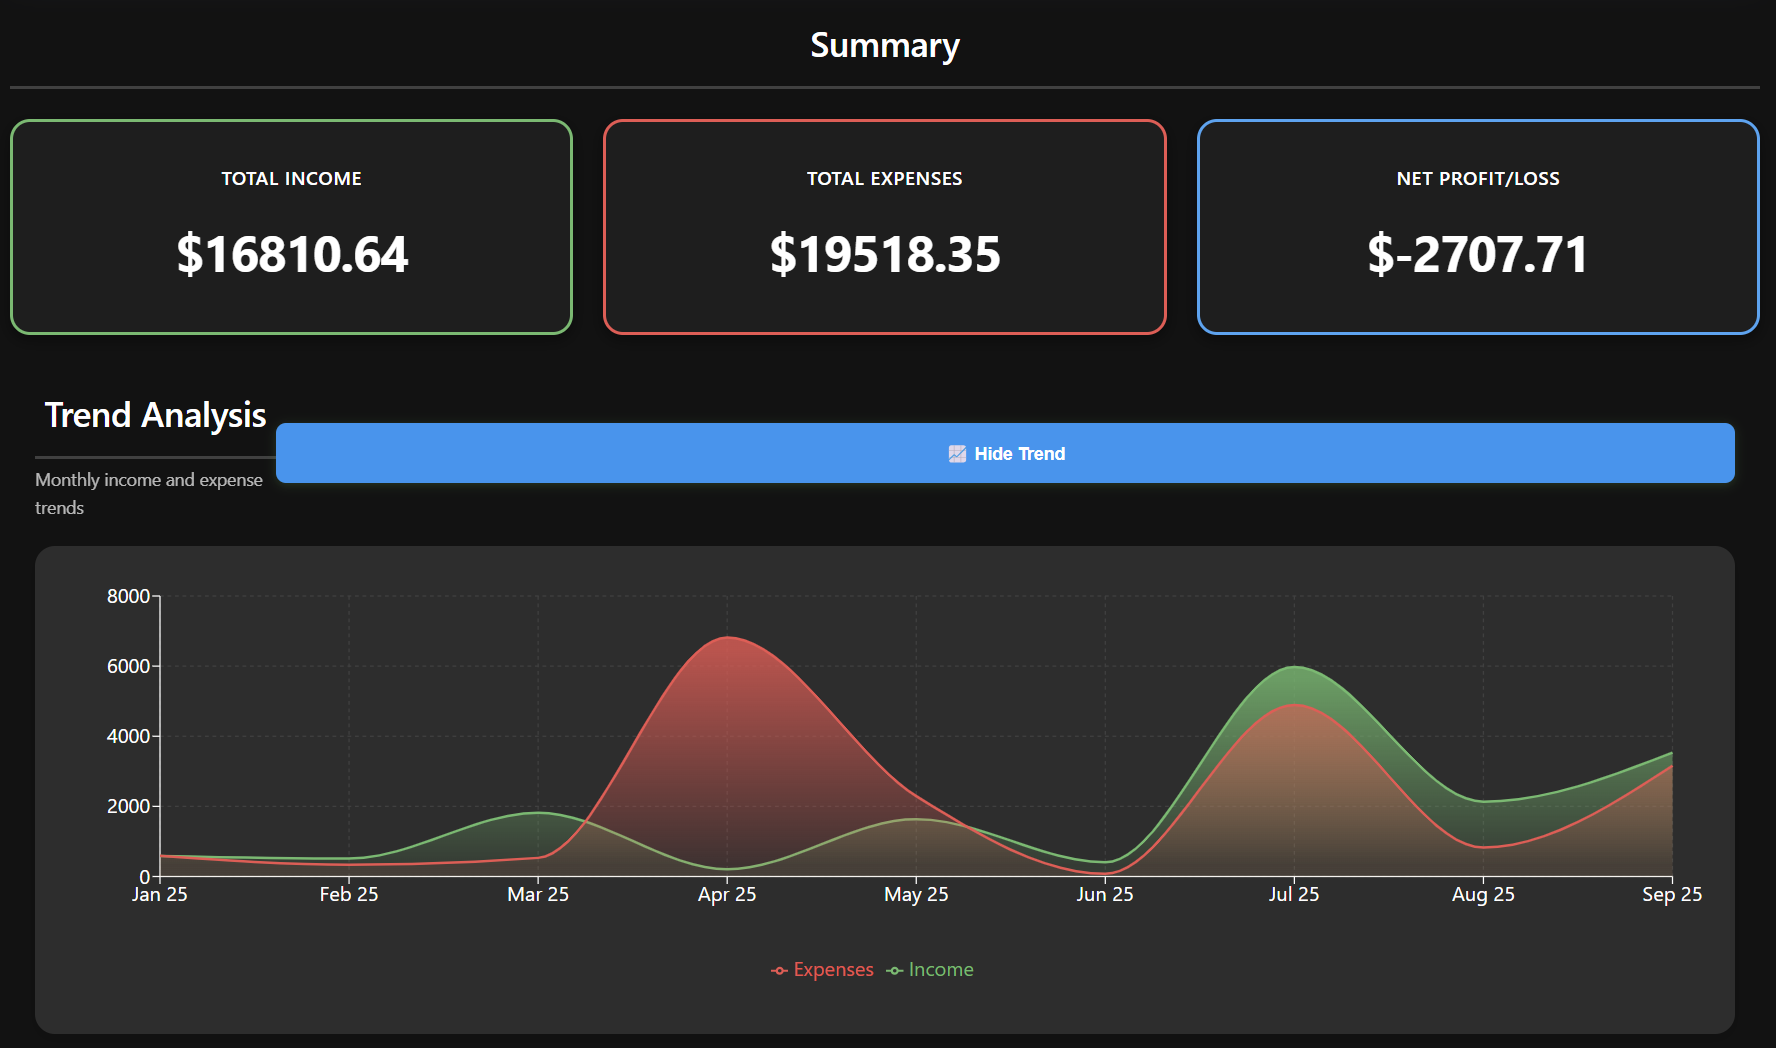 Summary
TOTAL INCOME
$16810.64
TOTAL EXPENSES
$19518.35
NET PROFIT/LOSS
$-2707.71
Trend Analysis
Hide Trend
Monthly income and expense
trends
8000
6000
4000
2000
0
Jan 25 Feb 25 Mar 25 Apr 25 May 25 Jun 25 Jul 25 Aug 25 Sep 25
Expenses Income